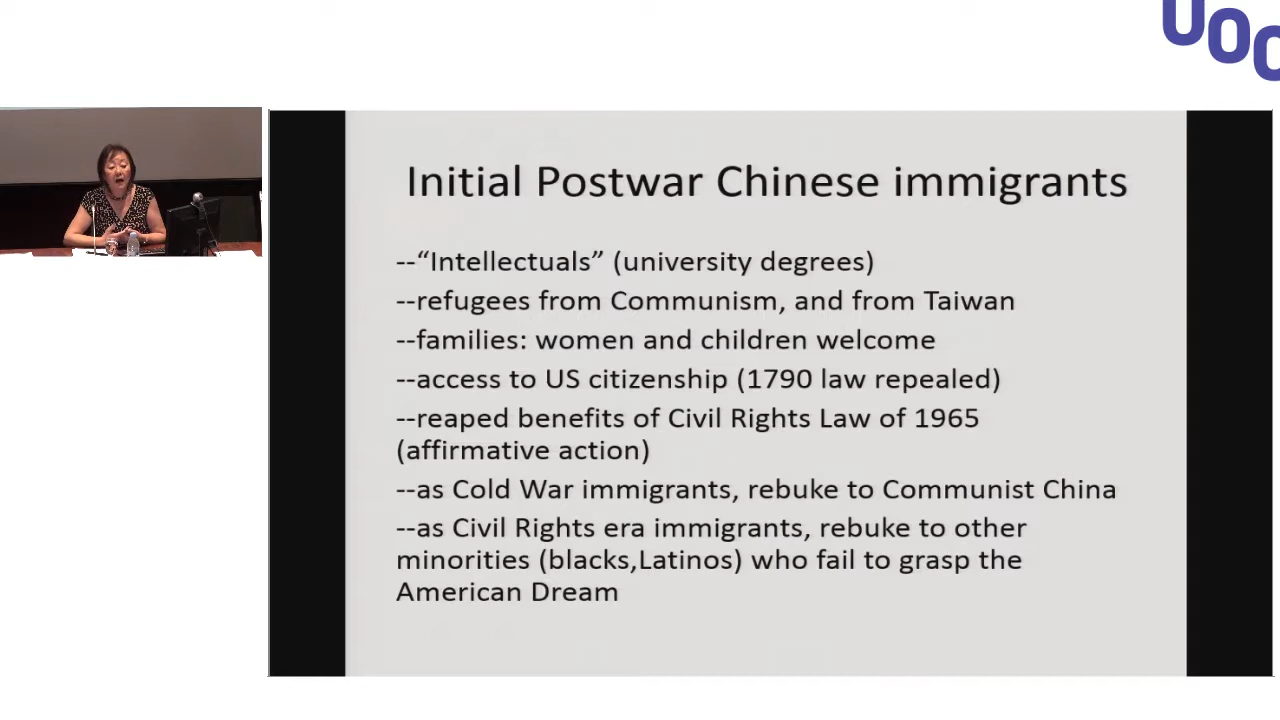 UOC
Initial Postwar Chinese immigrants
--“Intellectuals” (university degrees)
--refugees from Communism, and from Taiwan
--families: women and children welcome
--access to US citizenship (1790 law repealed)
--reaped benefits of Civil Rights Law of 1965
(affirmative action)
--as Cold War immigrants, rebuke to Communist China
--as Civil Rights era immigrants, rebuke to other
minorities (blacks,Latinos) who fail to grasp the
American Dream